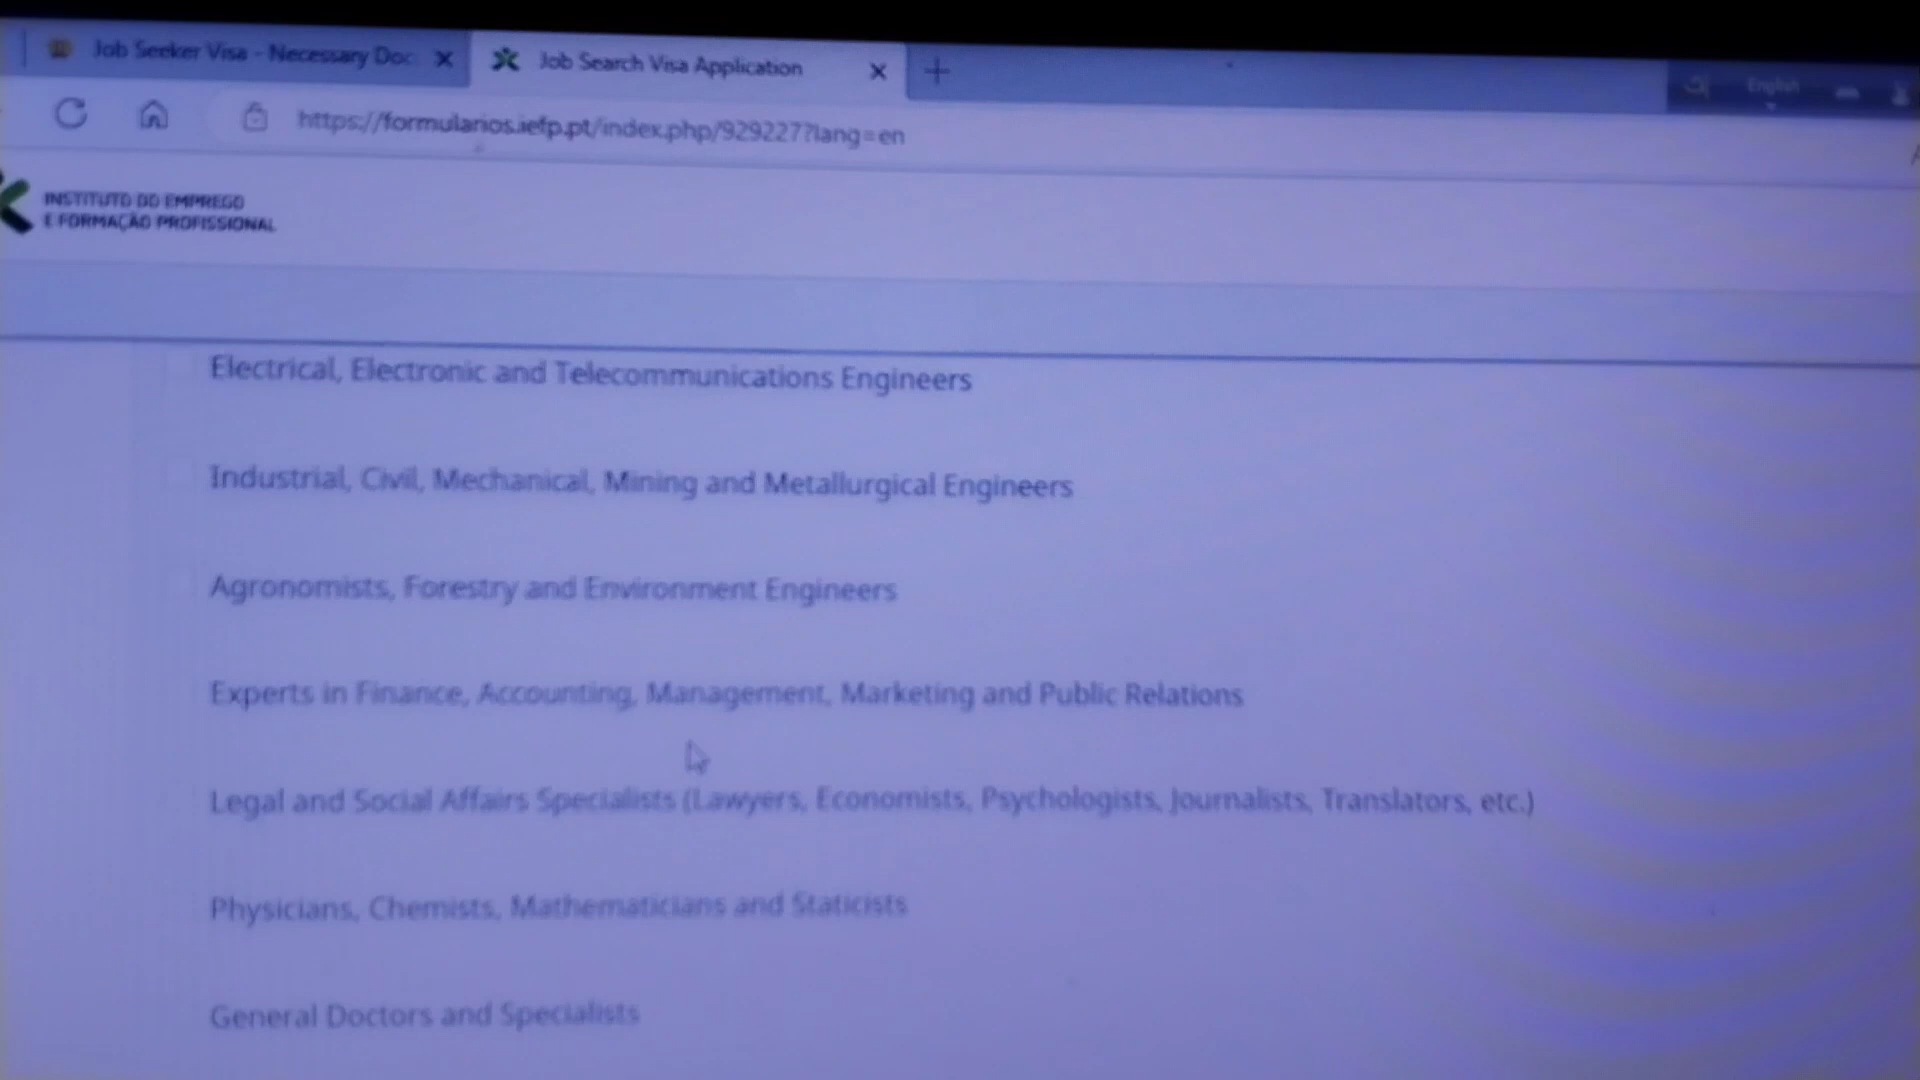 Job Seeker Visa - Necessary Doc
Job Search Visa Application
English
https://formularios.iefp.pt/index.php/929227?lang=en
INSTITUTO DO EMPREGO
E FORMAÇÃO PROFISSIONAL
Electrical, Electronic and Telecommunications Engineers
Industrial, Civil, Mechanical, Mining and Metallurgical Engineers
Agronomists, Forestry and Environment Engineers
Experts in Finance, Accounting, Management, Marketing and Public Relations
Legal and Social Affairs Specialists (Lawyers, Economists, Psychologists, Journalists, Translators, etc.)
Physicians, Chemists, Mathematicians and Staticists
General Doctors and Specialists